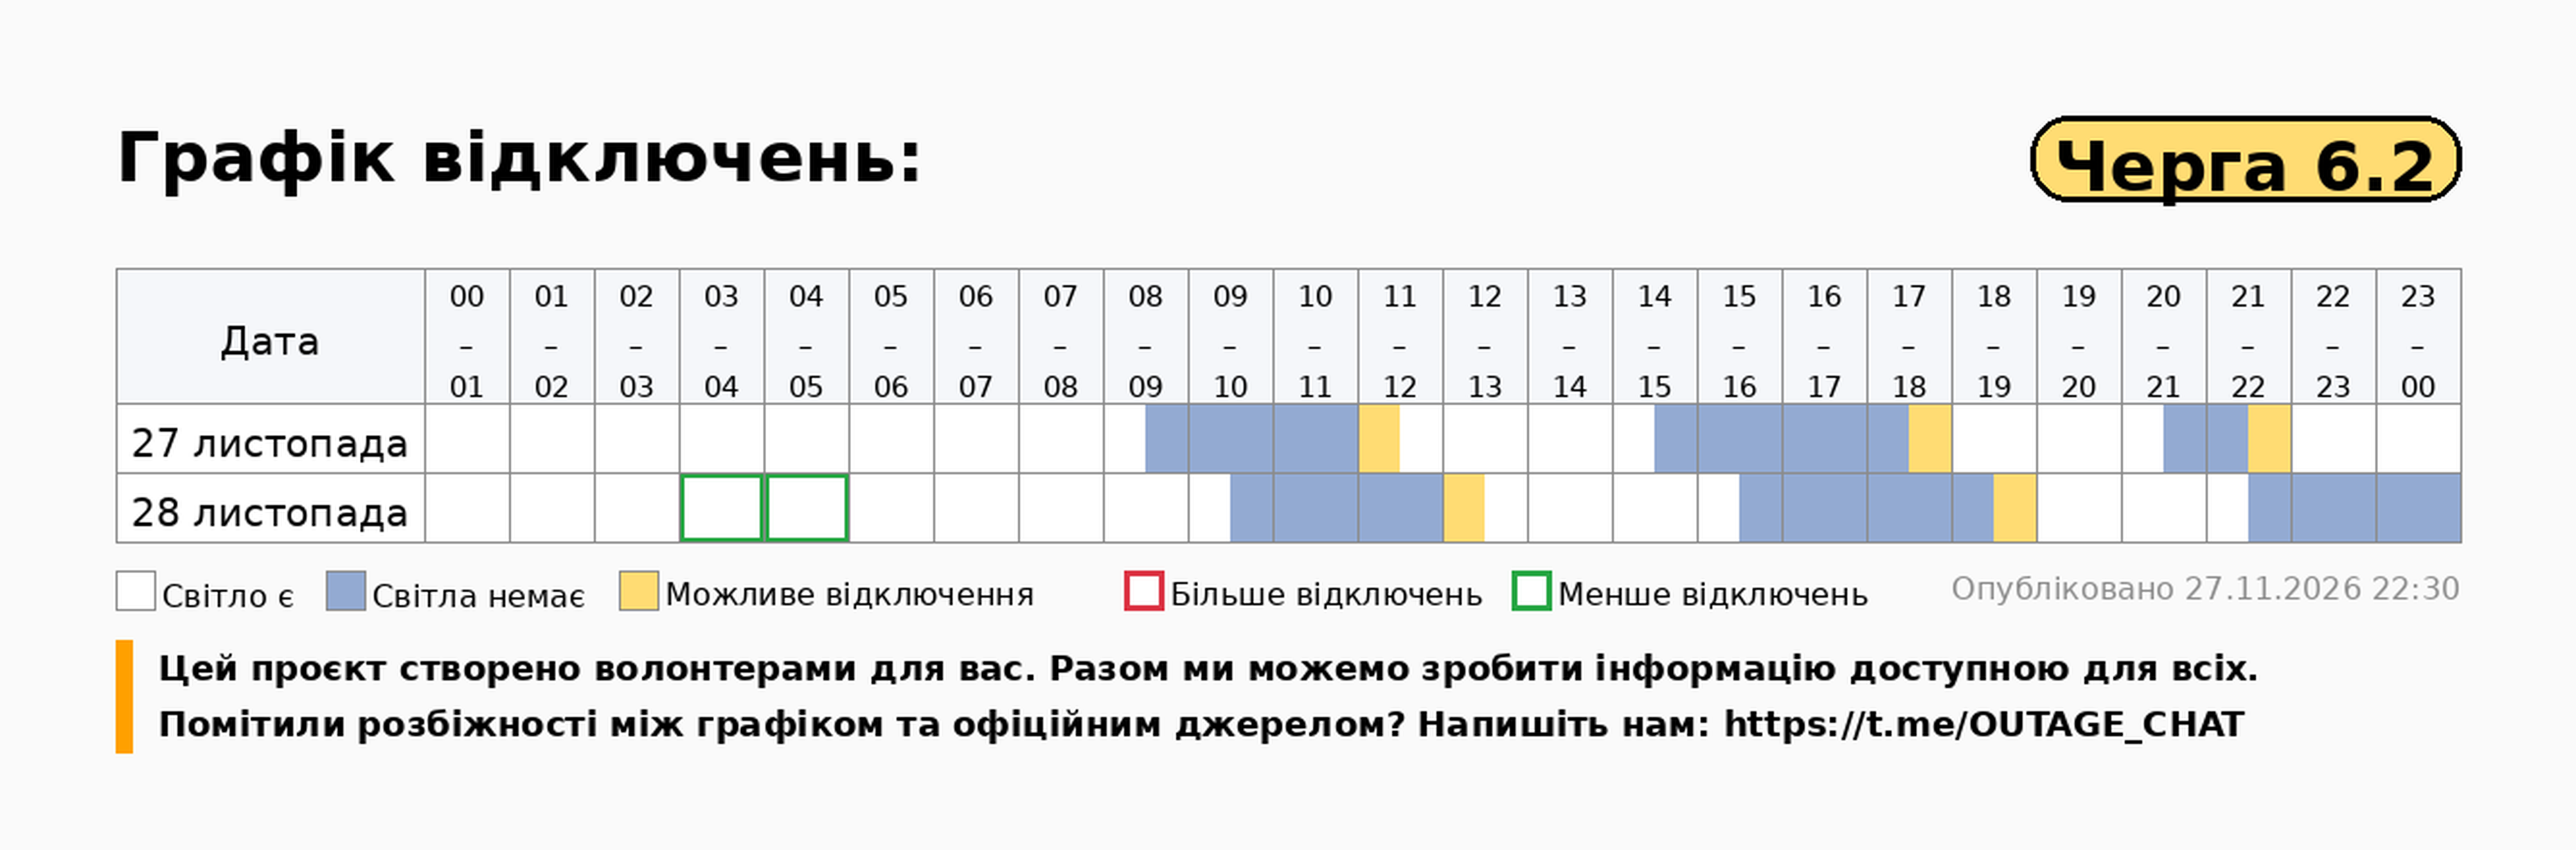 Графік відключень:
Черга 6.2
Дата
00 – 01
01 – 02
02 – 03
03 – 04
04 – 05
05 – 06
06 – 07
07 – 08
08 – 09
09 – 10
10 – 11
11 – 12
12 – 13
13 – 14
14 – 15
15 – 16
16 – 17
17 – 18
18 – 19
19 – 20
20 – 21
21 – 22
22 – 23
23 – 00
27 листопада
28 листопада
Світло є
Світла немає
Можливе відключення
Більше відключень
Менше відключень
Опубліковано 27.11.2026 22:30
Цей проєкт створено волонтерами для вас. Разом ми можемо зробити інформацію доступною для всіх.
Помітили розбіжності між графіком та офіційним джерелом? Напишіть нам: https://t.me/OUTAGE_CHAT